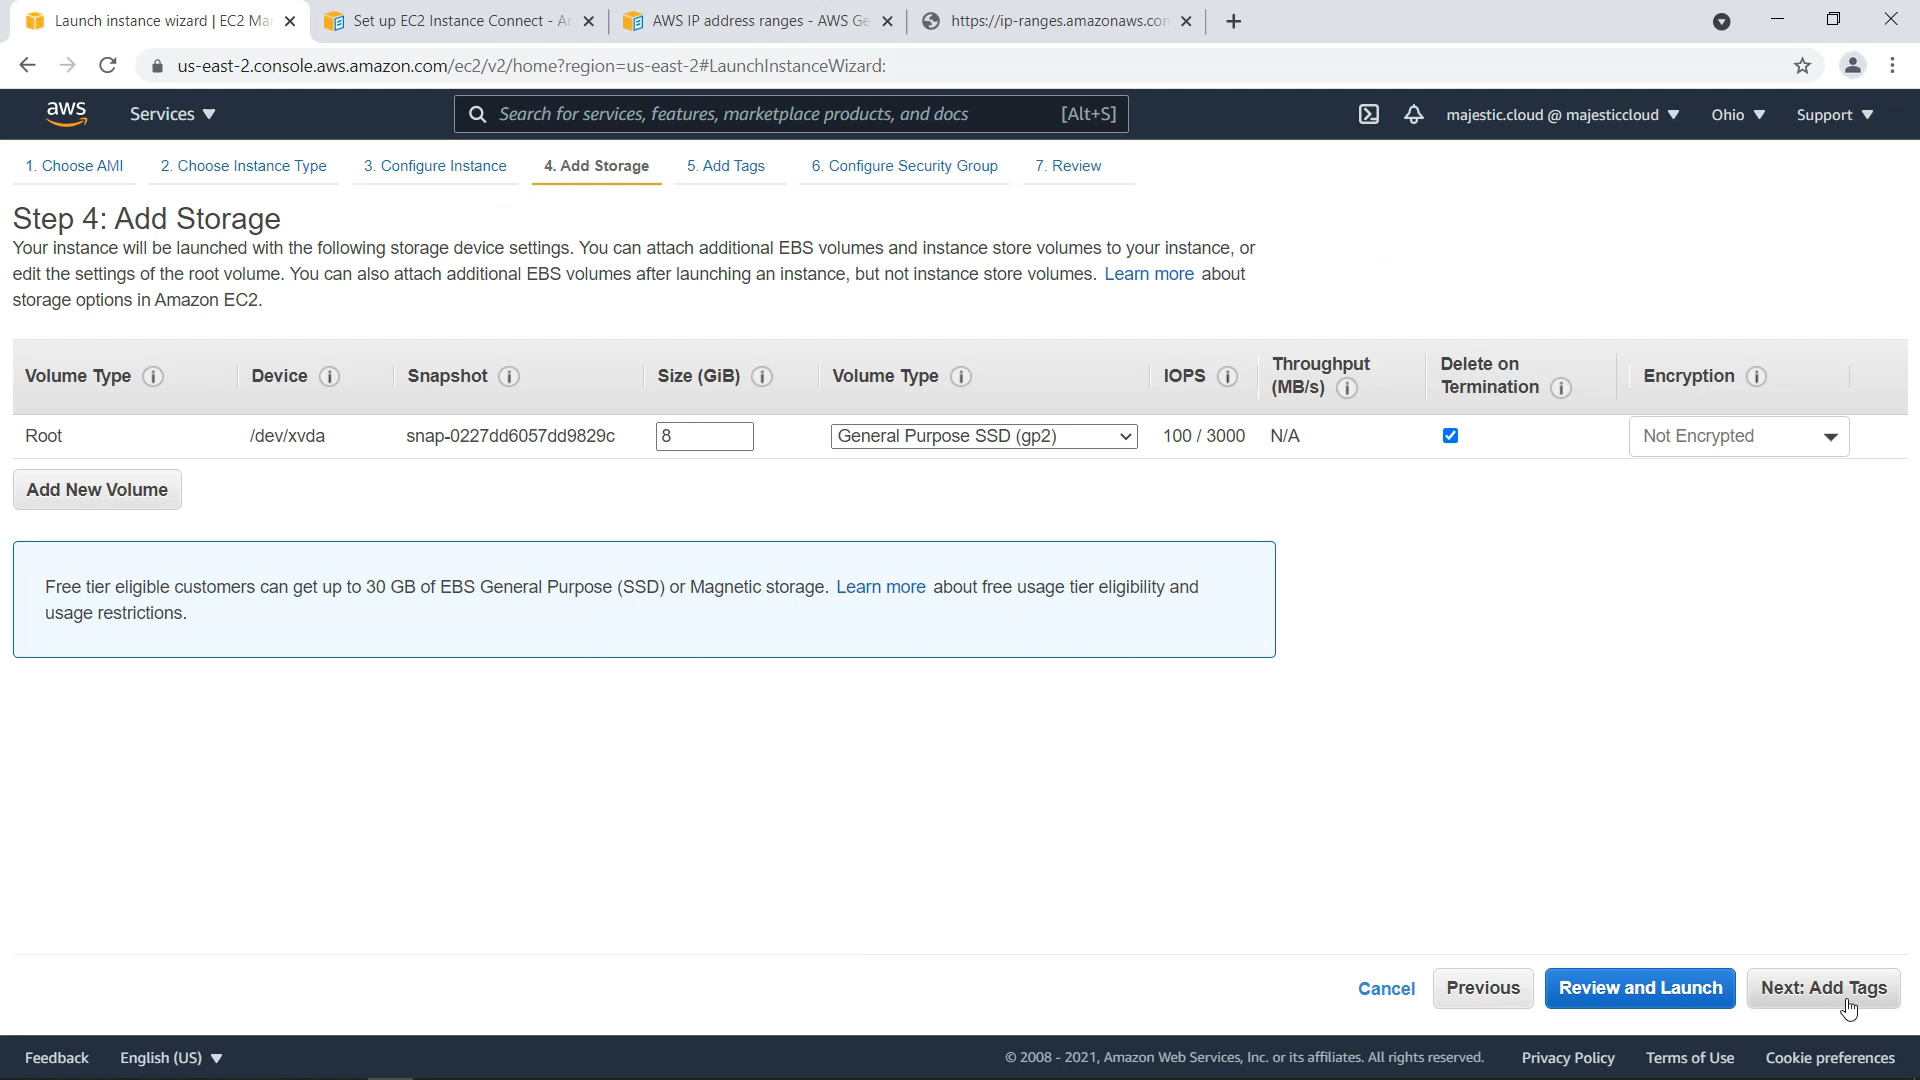 Launch instance wizard | EC2 Ma
Set up EC2 Instance Connect - A
AWS IP address ranges - AWS Ge
https://ip-ranges.amazonaws.con
us-east-2.console.aws.amazon.com/ec2/v2/home?region=us-east-2#LaunchInstanceWizard:
aws
Services
Search for services, features, marketplace products, and docs [Alt+S]
majestic.cloud @ majesticcloud
Ohio
Support
1. Choose AMI
2. Choose Instance Type
3. Configure Instance
4. Add Storage
5. Add Tags
6. Configure Security Group
7. Review
Step 4: Add Storage
Your instance will be launched with the following storage device settings. You can attach additional EBS volumes and instance store volumes to your instance, or
edit the settings of the root volume. You can also attach additional EBS volumes after launching an instance, but not instance store volumes. Learn more about
storage options in Amazon EC2.
Volume Type
Device
Snapshot
Size (GiB)
Volume Type
IOPS
Throughput
(MB/s)
Delete on
Termination
Encryption
Root
/dev/xvda
snap-0227dd6057dd9829c
8
General Purpose SSD (gp2)
100 / 3000
N/A
Not Encrypted
Add New Volume
Free tier eligible customers can get up to 30 GB of EBS General Purpose (SSD) or Magnetic storage. Learn more about free usage tier eligibility and
usage restrictions.
Cancel
Previous
Review and Launch
Next: Add Tags
Feedback
English (US)
© 2008 - 2021, Amazon Web Services, Inc. or its affiliates. All rights reserved.
Privacy Policy
Terms of Use
Cookie preferences